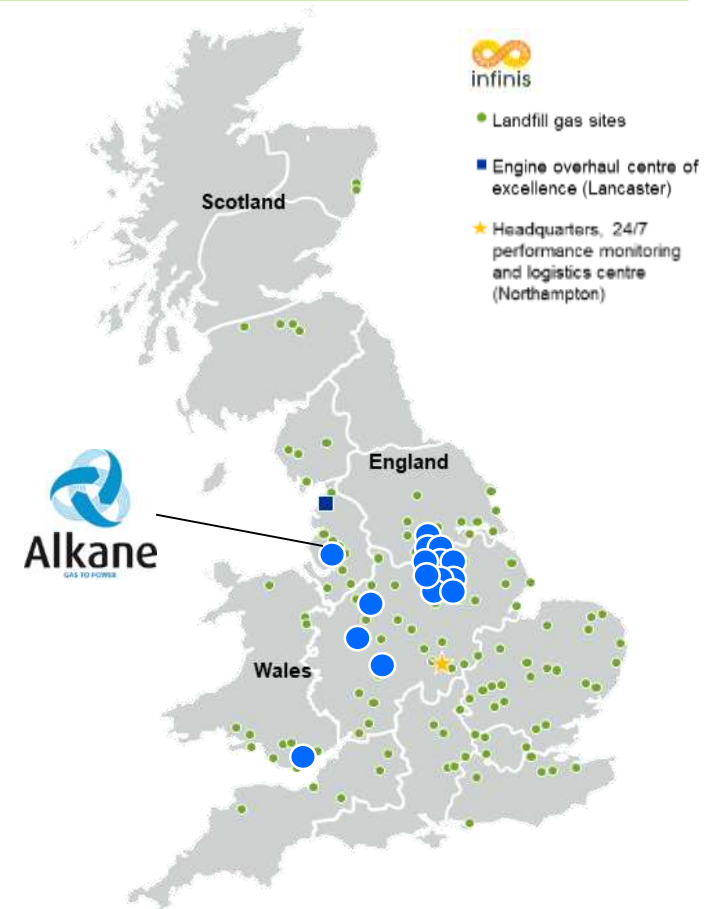 infinis
Landfill gas sites
Engine overhaul centre of
excellence (Lancaster)
Headquarters, 24/7
performance monitoring
and logistics centre
(Northampton)
Scotland
England
Alkane
GAS TO POWER
Wales